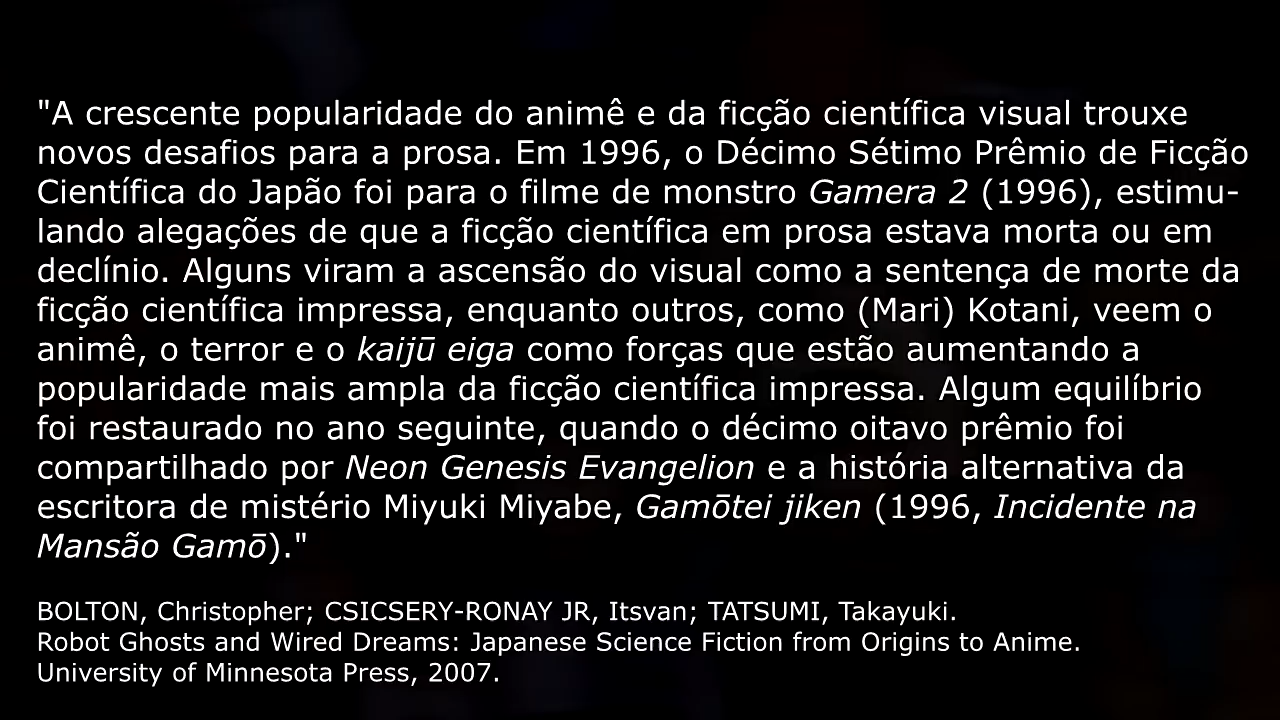 "A crescente popularidade do animê e da ficção científica visual trouxe
novos desafios para a prosa. Em 1996, o Décimo Sétimo Prêmio de Ficção
Científica do Japão foi para o filme de monstro Gamera 2 (1996), estimu-
lando alegações de que a ficção científica em prosa estava morta ou em
declínio. Alguns viram a ascensão do visual como a sentença de morte da
ficção científica impressa, enquanto outros, como (Mari) Kotani, veem o
animê, o terror e o kaijū eiga como forças que estão aumentando a
popularidade mais ampla da ficção científica impressa. Algum equilíbrio
foi restaurado no ano seguinte, quando o décimo oitavo prêmio foi
compartilhado por Neon Genesis Evangelion e a história alternativa da
escritora de mistério Miyuki Miyabe, Gamōtei jiken (1996, Incidente na
Mansão Gamō)."
BOLTON, Christopher; CSICSERY-RONAY JR, Itsvan; TATSUMI, Takayuki.
Robot Ghosts and Wired Dreams: Japanese Science Fiction from Origins to Anime.
University of Minnesota Press, 2007.